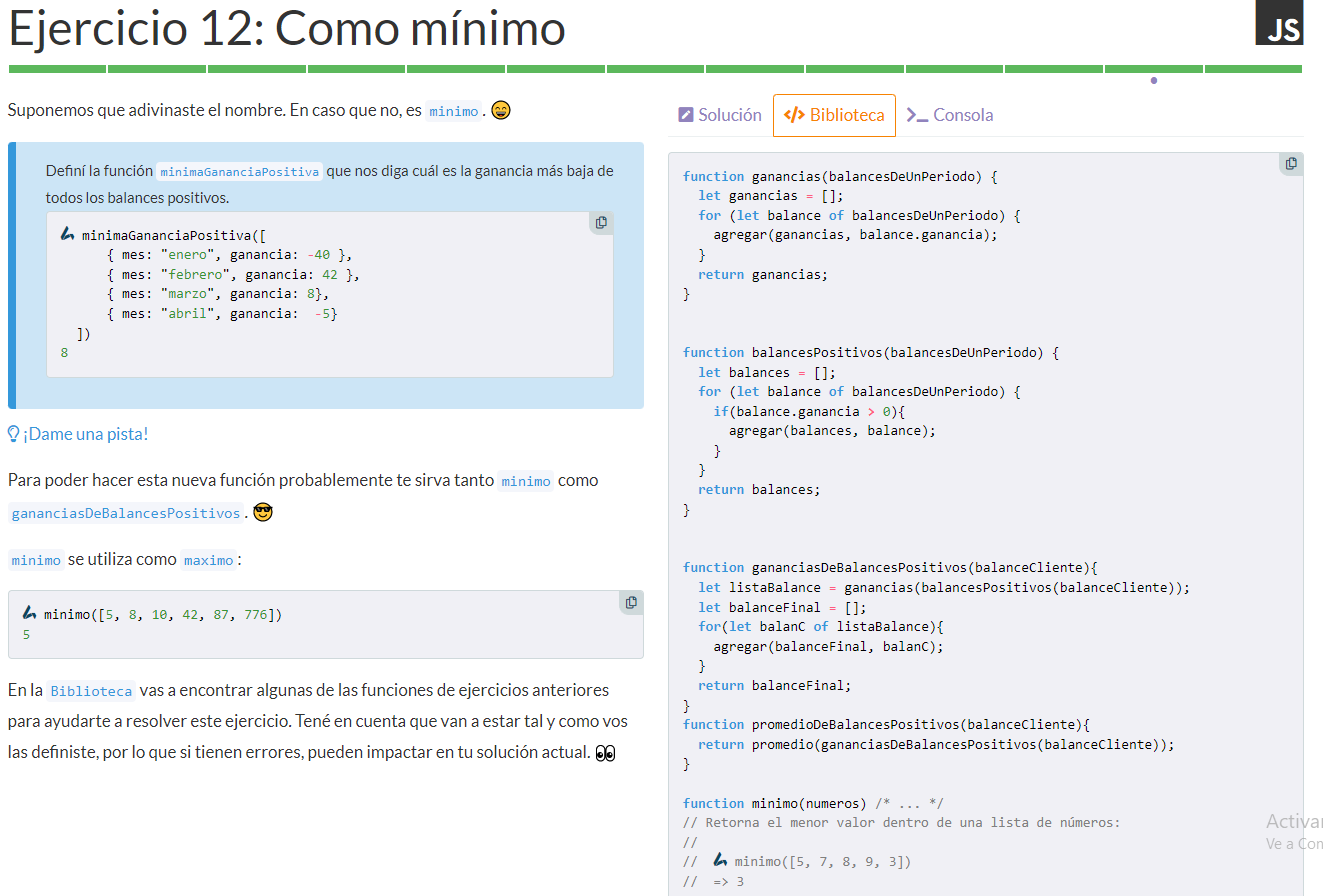 Ejercicio 12: Como mínimo
JS
Suponemos que adivinaste el nombre. En caso que no, es minimo. 😄
Definí la función minimaGananciaPositiva que nos diga cuál es la ganancia más baja de
todos los balances positivos.
minimaGananciaPositiva([
{ mes: "enero", ganancia: -40 },
{ mes: "febrero", ganancia: 42 },
{ mes: "marzo", ganancia: 8},
{ mes: "abril", ganancia:  -5}
])
8
¡Dame una pista!
Para poder hacer esta nueva función probablemente te sirva tanto minimo como
gananciasDeBalancesPositivos. 😎
minimo se utiliza como maximo:
minimo([5, 8, 10, 42, 87, 776])
5
En la Biblioteca vas a encontrar algunas de las funciones de ejercicios anteriores
para ayudarte a resolver este ejercicio. Tené en cuenta que van a estar tal y como vos
las definiste, por lo que si tienen errores, pueden impactar en tu solución actual. 👀
Solución </> Biblioteca Consola
function ganancias(balancesDeUnPeriodo) {
let ganancias = [];
for (let balance of balancesDeUnPeriodo) {
agregar(ganancias, balance.ganancia);
}
return ganancias;
}
function balancesPositivos(balancesDeUnPeriodo) {
let balances = [];
for (let balance of balancesDeUnPeriodo) {
if(balance.ganancia > 0){
agregar(balances, balance);
}
}
return balances;
}
function gananciasDeBalancesPositivos(balanceCliente){
let listaBalance = ganancias(balancesPositivos(balanceCliente));
let balanceFinal = [];
for(let balanC of listaBalance){
agregar(balanceFinal, balanC);
}
return balanceFinal;
}
function promedioDeBalancesPositivos(balanceCliente){
return promedio(gananciasDeBalancesPositivos(balanceCliente));
}
function minimo(numeros) /* ... */
// Retorna el menor valor dentro de una lista de números:
//
// minimo([5, 7, 8, 9, 3])
// => 3
Activar
Ve a Con